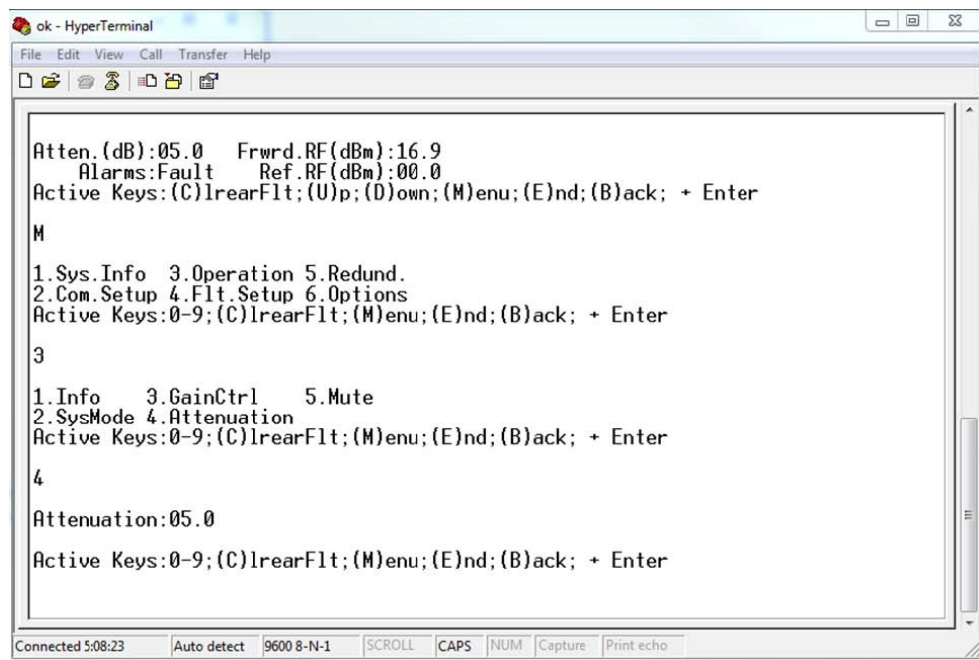 ok - HyperTerminal
File Edit View Call Transfer Help
Atten.(dB):05.0 Frwrd.RF(dBm):16.9
Alarms:Fault Ref.RF(dBm):00.0
Active Keys:(C)lrearFlt;(U)p;(D)own;(M)enu;(E)nd;(B)ack; + Enter
M
1.Sys.Info 3.Operation 5.Redund.
2.Com.Setup 4.Flt.Setup 6.Options
Active Keys:0-9;(C)lrearFlt;(M)enu;(E)nd;(B)ack; + Enter
3
1.Info 3.GainCtrl 5.Mute
2.SysMode 4.Attenuation
Active Keys:0-9;(C)lrearFlt;(M)enu;(E)nd;(B)ack; + Enter
4
Attenuation:05.0
Active Keys:0-9;(C)lrearFlt;(M)enu;(E)nd;(B)ack; + Enter
Connected 5:08:23 Auto detect 9600 8-N-1 SCROLL CAPS NUM Capture Print echo